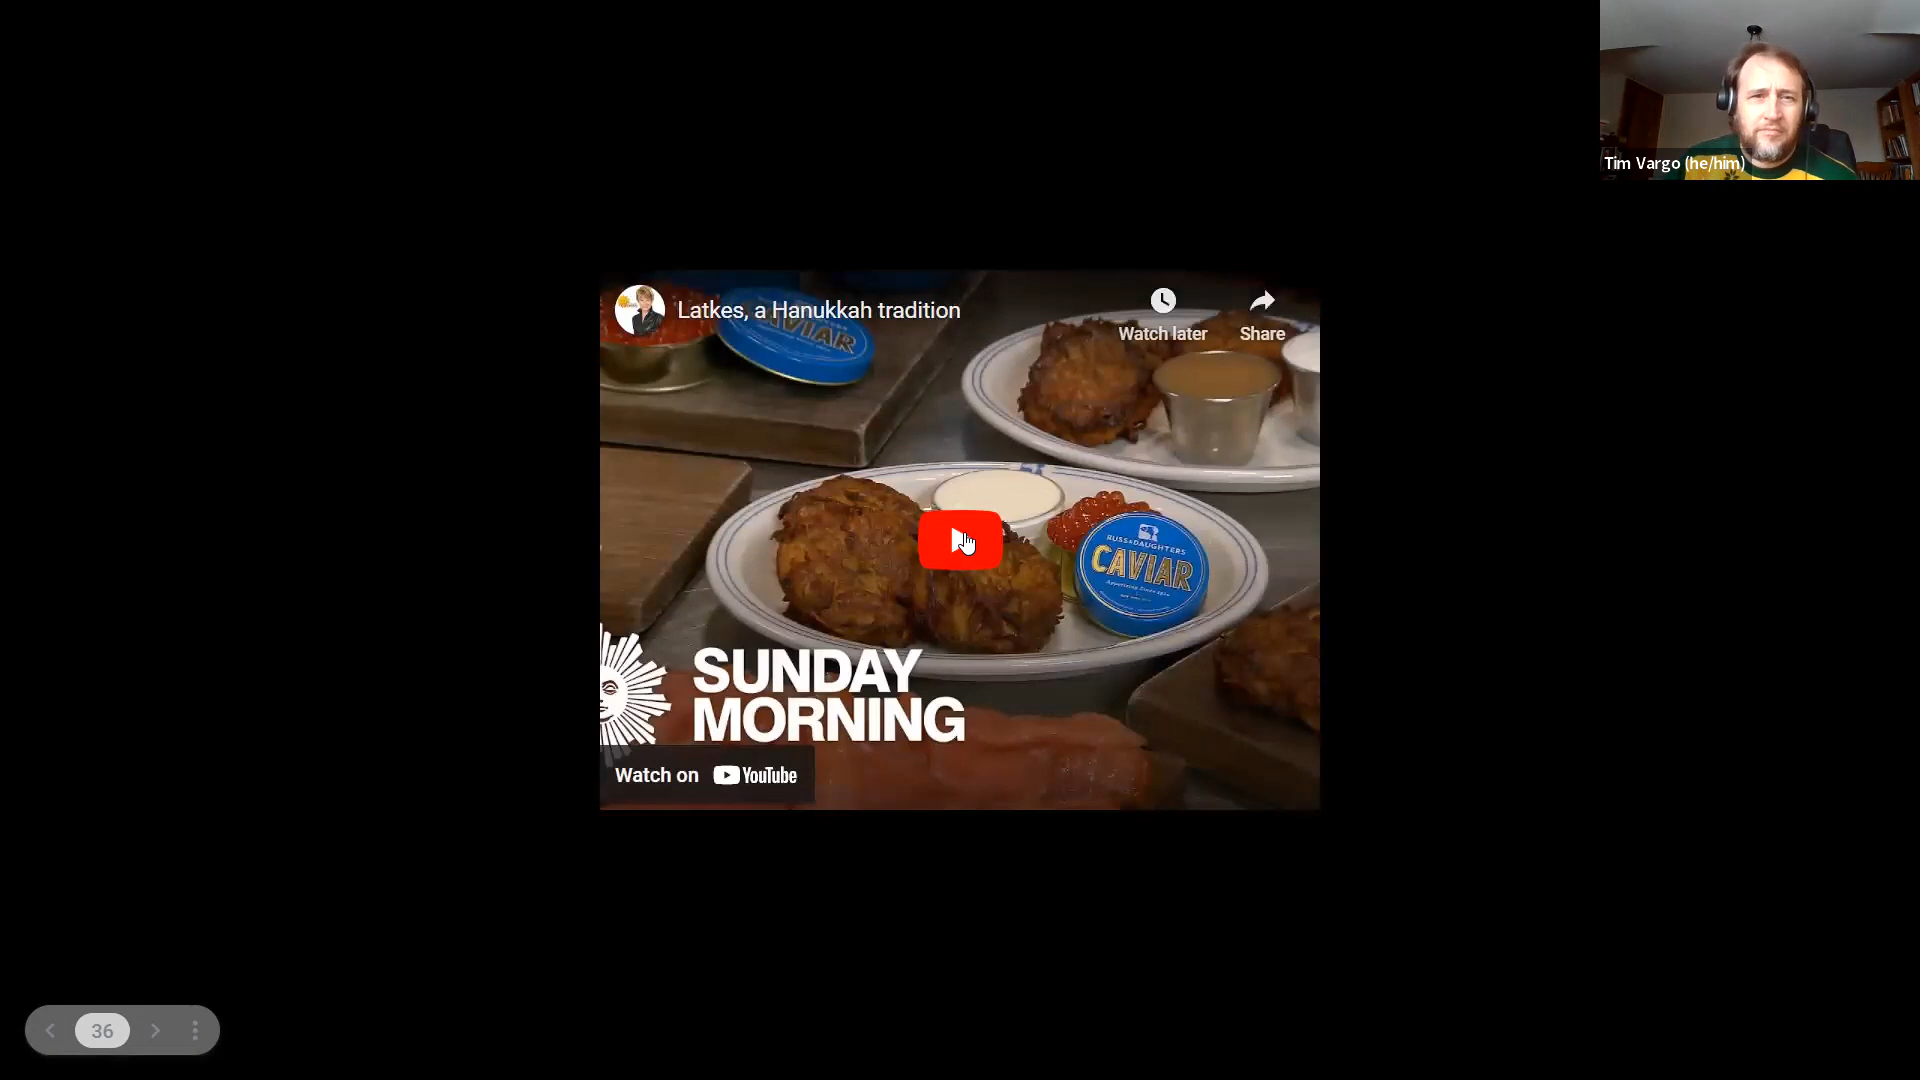 Tim Vargo (he/him)
Latkes, a Hanukkah tradition
Watch later
Share
CAVIAR
RUSS & DAUGHTERS
CAVIAR
SUNDAY
MORNING
Watch on YouTube
36